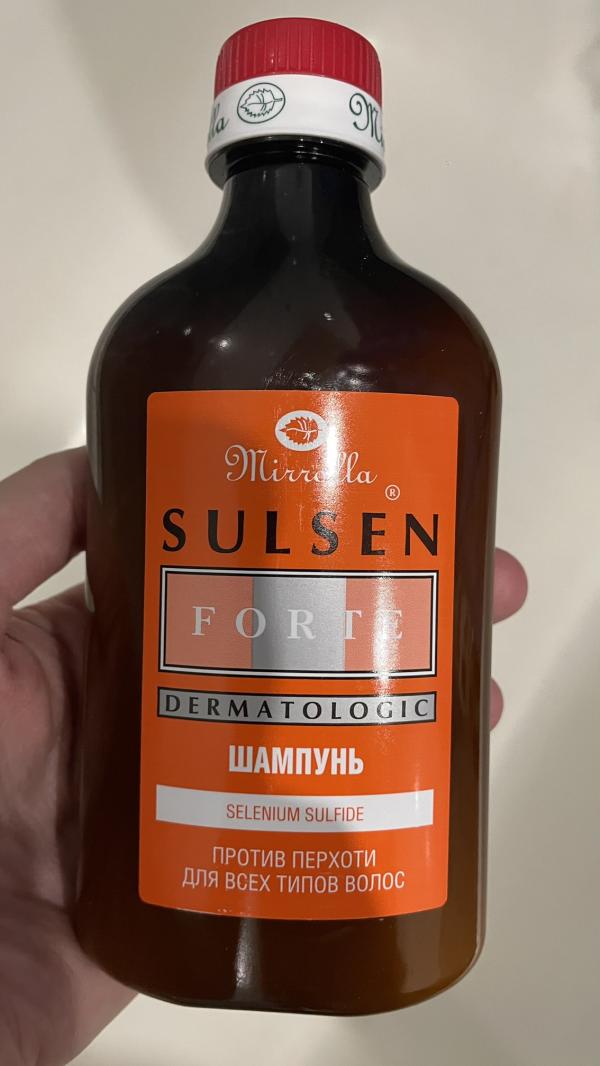 Mirrolla
®
SULSEN
FORTE
DERMATOLOGIC
ШАМПУНЬ
SELENIUM SULFIDE
ПРОТИВ ПЕРХОТИ
ДЛЯ ВСЕХ ТИПОВ ВОЛОС